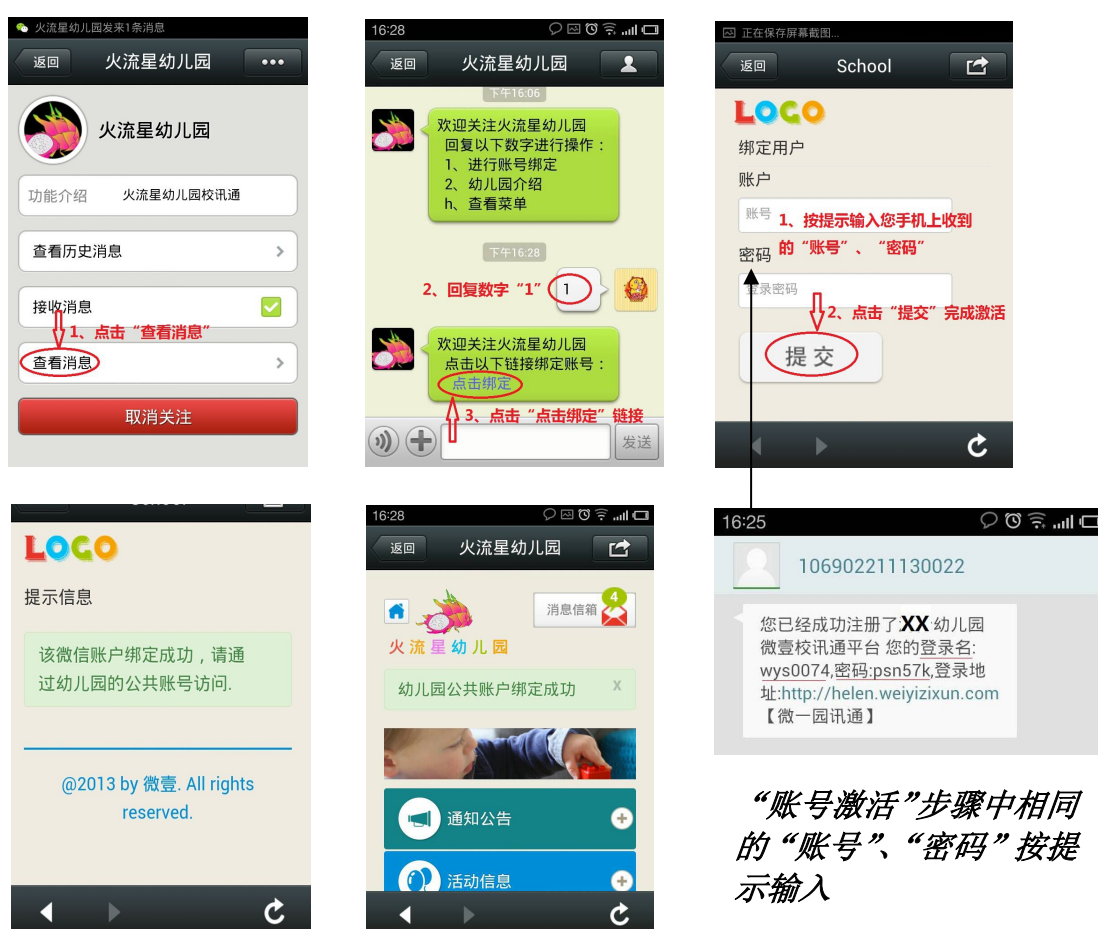 火流星幼儿园发来1条消息
返回 火流星幼儿园
火流星幼儿园
功能介绍 火流星幼儿园校讯通
查看历史消息
接收消息
1、点击“查看消息”
查看消息
取消关注
16:28
返回 火流星幼儿园
下午16:06
欢迎关注火流星幼儿园
回复以下数字进行操作：
1、进行账号绑定
2、幼儿园介绍
h、查看菜单
下午16:28
2、回复数字“1” 1
欢迎关注火流星幼儿园
点击以下链接绑定账号：
点击绑定
3、点击“点击绑定”链接
发送
正在保存屏幕截图...
返回 School
LOGO
绑定用户
账户
账号
1、按提示输入您手机上收到
的“账号”、“密码”
密码
登录密码
2、点击“提交”完成激活
提交
LOGO
提示信息
该微信账户绑定成功，请通
过幼儿园的公共账号访问.
@2013 by 微壹. All rights
reserved.
16:28
返回 火流星幼儿园
消息信箱 4
火流星幼儿园
幼儿园公共账户绑定成功 X
通知公告
活动信息
16:25
106902211130022
您已经成功注册了XX幼儿园
微壹校讯通平台 您的登录名:
wys0074,密码:psn57k,登录地
址:http://helen.weiyizixun.com
【微一园讯通】
“账号激活”步骤中相同
的“账号”、“密码”按提
示输入